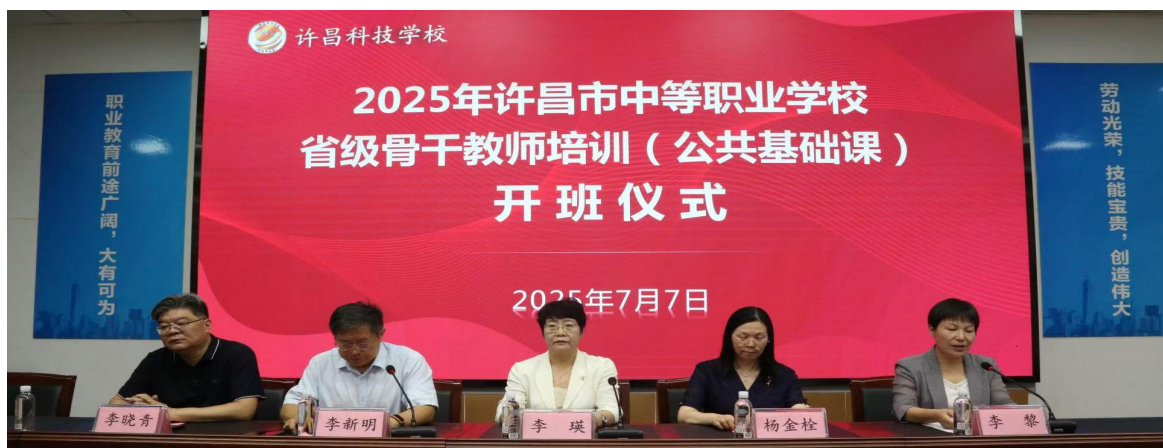 许昌科技学校
2025年许昌市中等职业学校
省级骨干教师培训（公共基础课）
开班仪式
2025年7月7日
职业教育前途广阔，大有可为
劳动光荣，技能宝贵，创造伟大
李晓青
李新明
李 瑛
杨金栓
李 黎